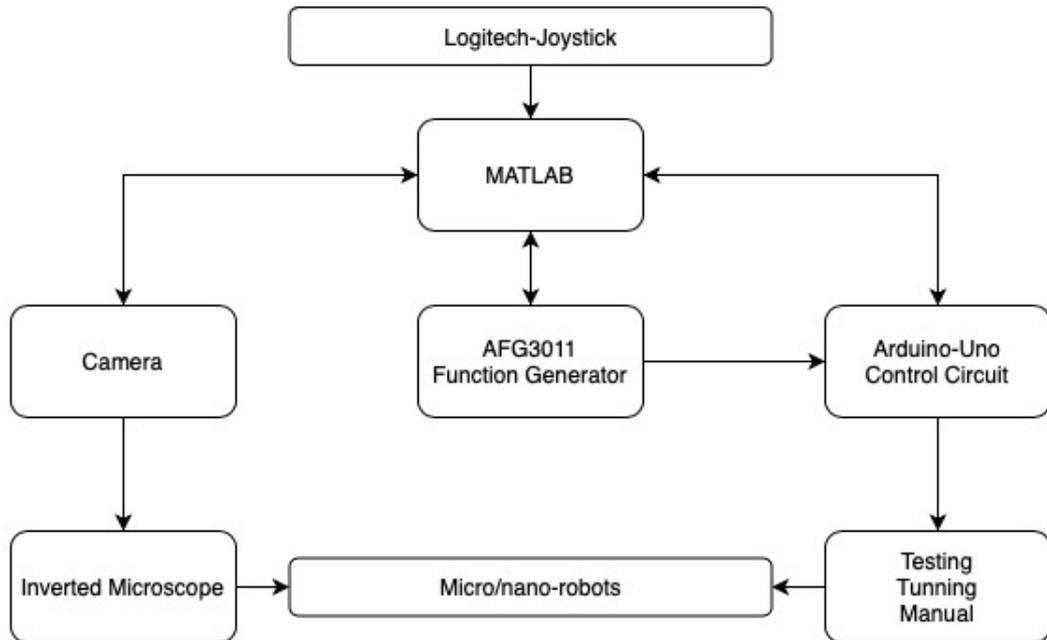 Logitech-Joystick
MATLAB
Camera
AFG3011
Function Generator
Arduino-Uno
Control Circuit
Inverted Microscope
Micro/nano-robots
Testing
Tunning
Manual